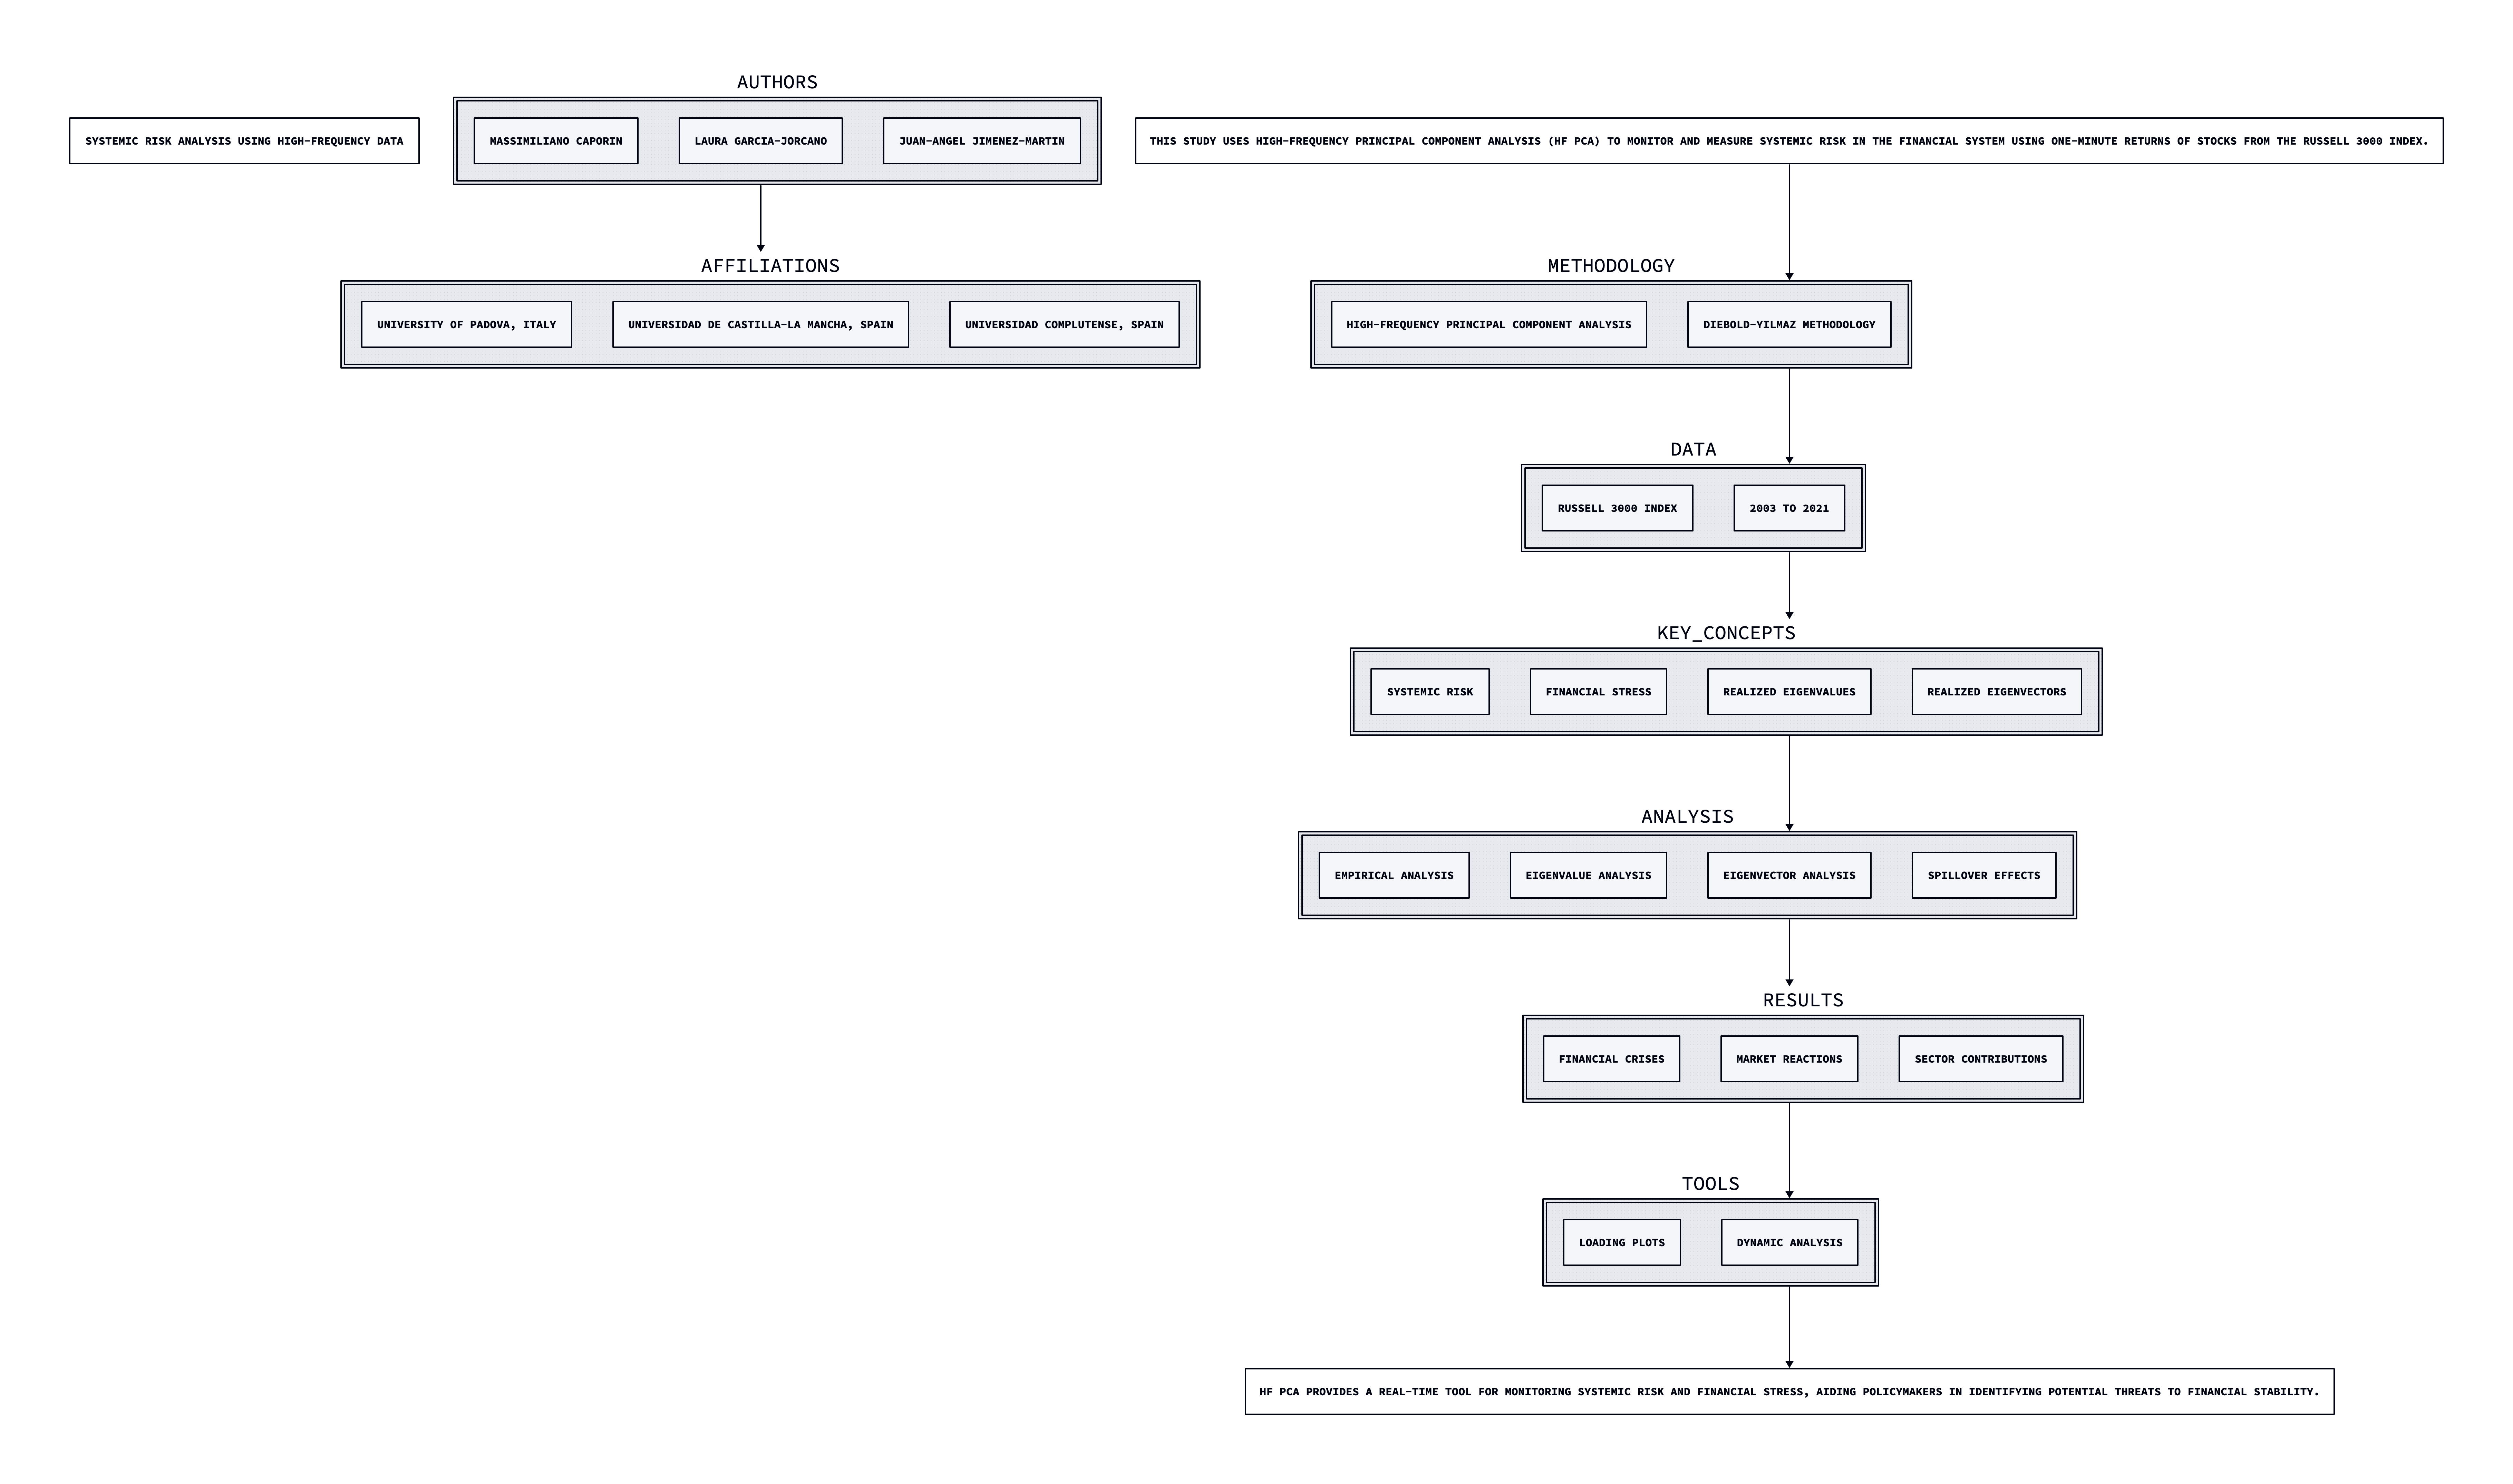 AUTHORS
SYSTEMIC RISK ANALYSIS USING HIGH-FREQUENCY DATA
MASSIMILIANO CAPORIN
LAURA GARCIA-JORCANO
JUAN-ANGEL JIMENEZ-MARTIN
THIS STUDY USES HIGH-FREQUENCY PRINCIPAL COMPONENT ANALYSIS (HF PCA) TO MONITOR AND MEASURE SYSTEMIC RISK IN THE FINANCIAL SYSTEM USING ONE-MINUTE RETURNS OF STOCKS FROM THE RUSSELL 3000 INDEX.
AFFILIATIONS
UNIVERSITY OF PADOVA, ITALY
UNIVERSIDAD DE CASTILLA-LA MANCHA, SPAIN
UNIVERSIDAD COMPLUTENSE, SPAIN
METHODOLOGY
HIGH-FREQUENCY PRINCIPAL COMPONENT ANALYSIS
DIEBOLD-YILMAZ METHODOLOGY
DATA
RUSSELL 3000 INDEX
2003 TO 2021
KEY_CONCEPTS
SYSTEMIC RISK
FINANCIAL STRESS
REALIZED EIGENVALUES
REALIZED EIGENVECTORS
ANALYSIS
EMPIRICAL ANALYSIS
EIGENVALUE ANALYSIS
EIGENVECTOR ANALYSIS
SPILLOVER EFFECTS
RESULTS
FINANCIAL CRISES
MARKET REACTIONS
SECTOR CONTRIBUTIONS
TOOLS
LOADING PLOTS
DYNAMIC ANALYSIS
HF PCA PROVIDES A REAL-TIME TOOL FOR MONITORING SYSTEMIC RISK AND FINANCIAL STRESS, AIDING POLICYMAKERS IN IDENTIFYING POTENTIAL THREATS TO FINANCIAL STABILITY.